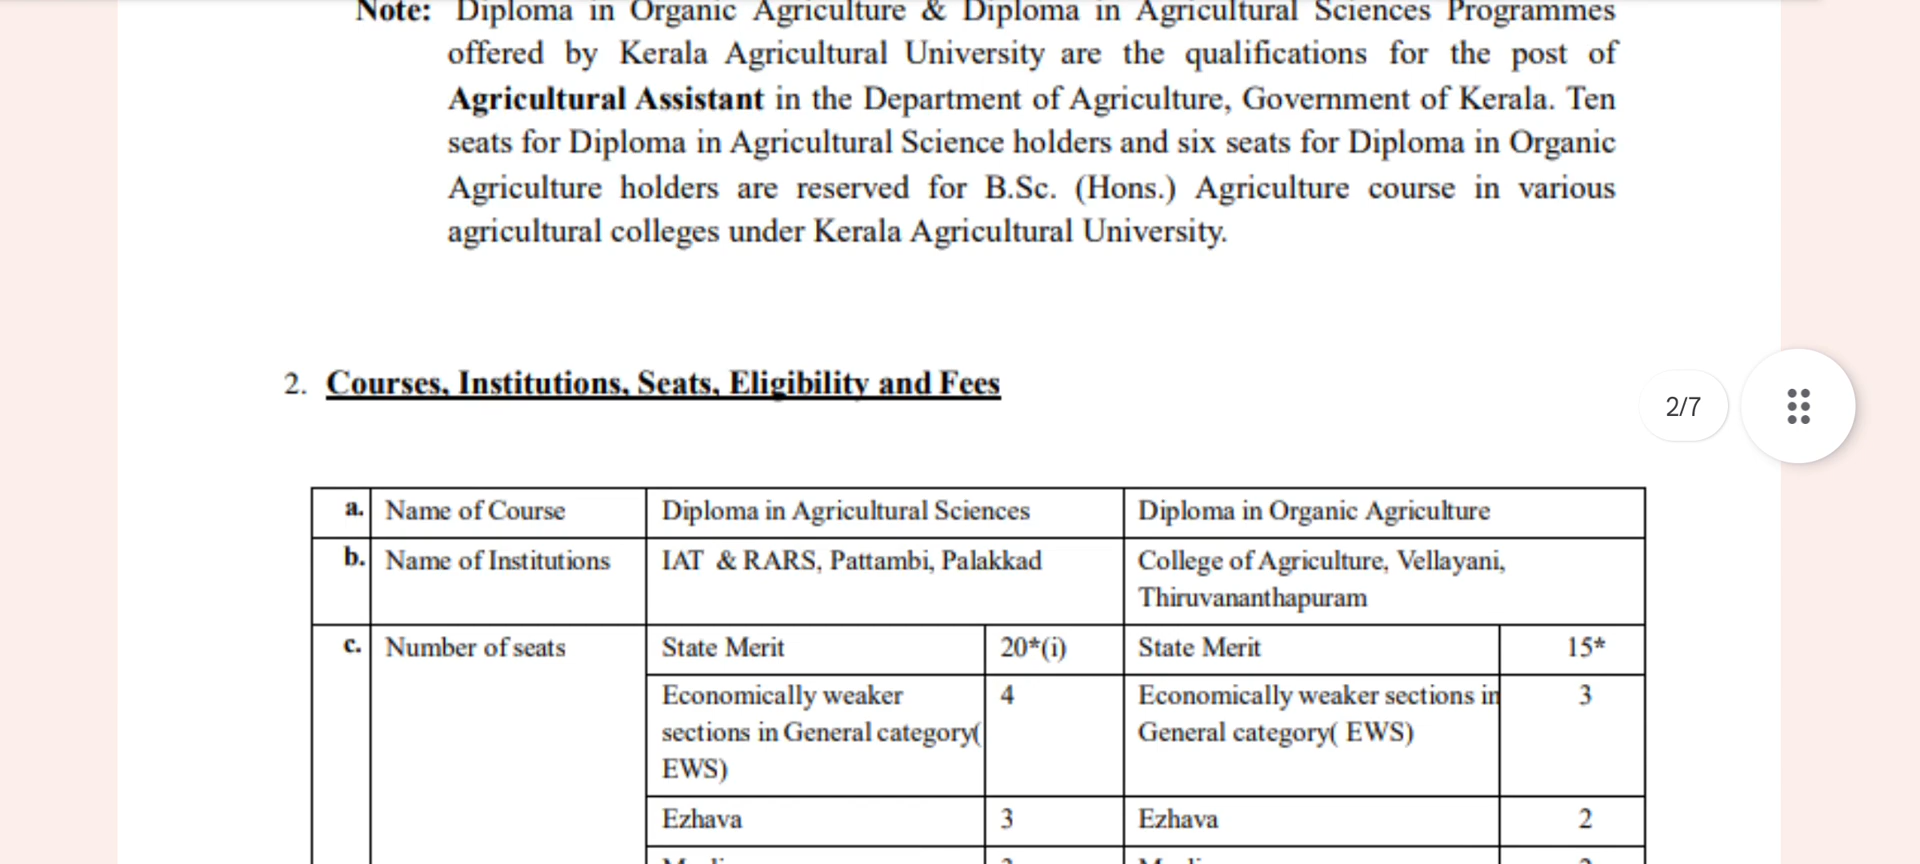 Note: Diploma in Organic Agriculture & Diploma in Agricultural Sciences Programmes
offered by Kerala Agricultural University are the qualifications for the post of
Agricultural Assistant in the Department of Agriculture, Government of Kerala. Ten
seats for Diploma in Agricultural Science holders and six seats for Diploma in Organic
Agriculture holders are reserved for B.Sc. (Hons.) Agriculture course in various
agricultural colleges under Kerala Agricultural University.
2. Courses, Institutions, Seats, Eligibility and Fees
2/7
a. Name of Course Diploma in Agricultural Sciences Diploma in Organic Agriculture
b. Name of Institutions IAT & RARS, Pattambi, Palakkad College of Agriculture, Vellayani,
Thiruvananthapuram
c. Number of seats State Merit 20*(i) State Merit 15*
Economically weaker 4 Economically weaker sections in 3
sections in General category( General category( EWS)
EWS)
Ezhava 3 Ezhava 2